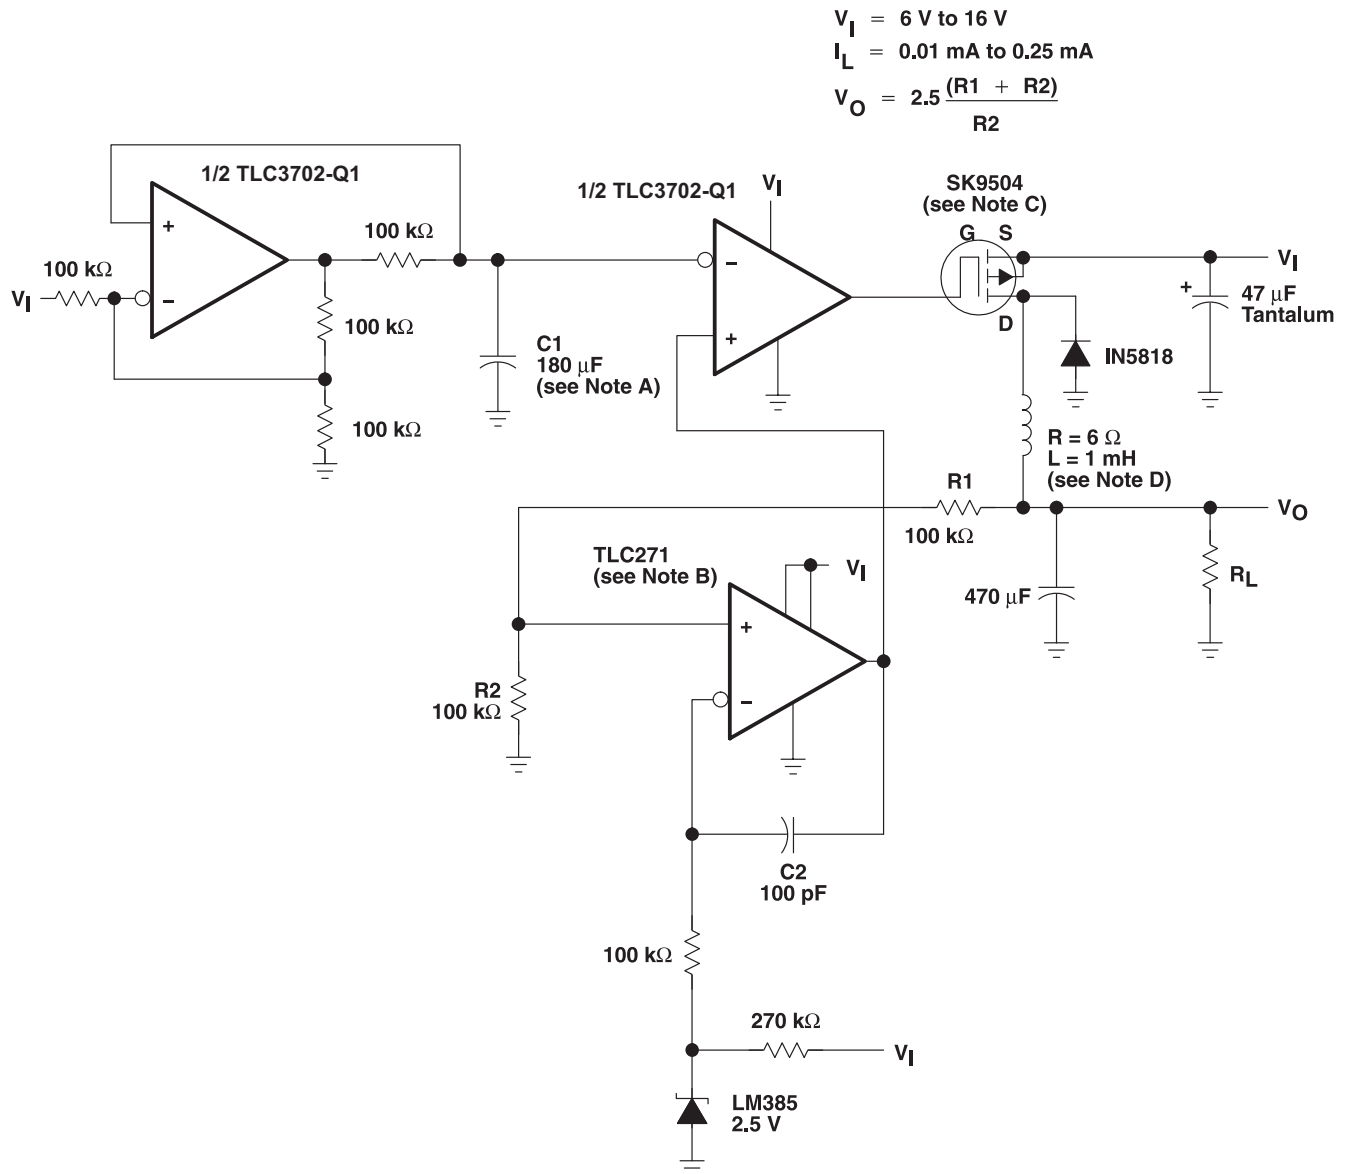 V_I = 6 V to 16 V
I_L = 0.01 mA to 0.25 mA
V_O = 2.5 (R1 + R2) / R2
1/2 TLC3702-Q1
+
−
100 kΩ
V_I
100 kΩ
100 kΩ
100 kΩ
C1
180 μF
(see Note A)
1/2 TLC3702-Q1
V_I
−
+
SK9504
(see Note C)
G S
D
V_I
+
47 μF
Tantalum
IN5818
R = 6 Ω
L = 1 mH
(see Note D)
R1
100 kΩ
V_O
470 μF
R_L
TLC271
(see Note B)
V_I
+
−
R2
100 kΩ
C2
100 pF
100 kΩ
270 kΩ
V_I
LM385
2.5 V